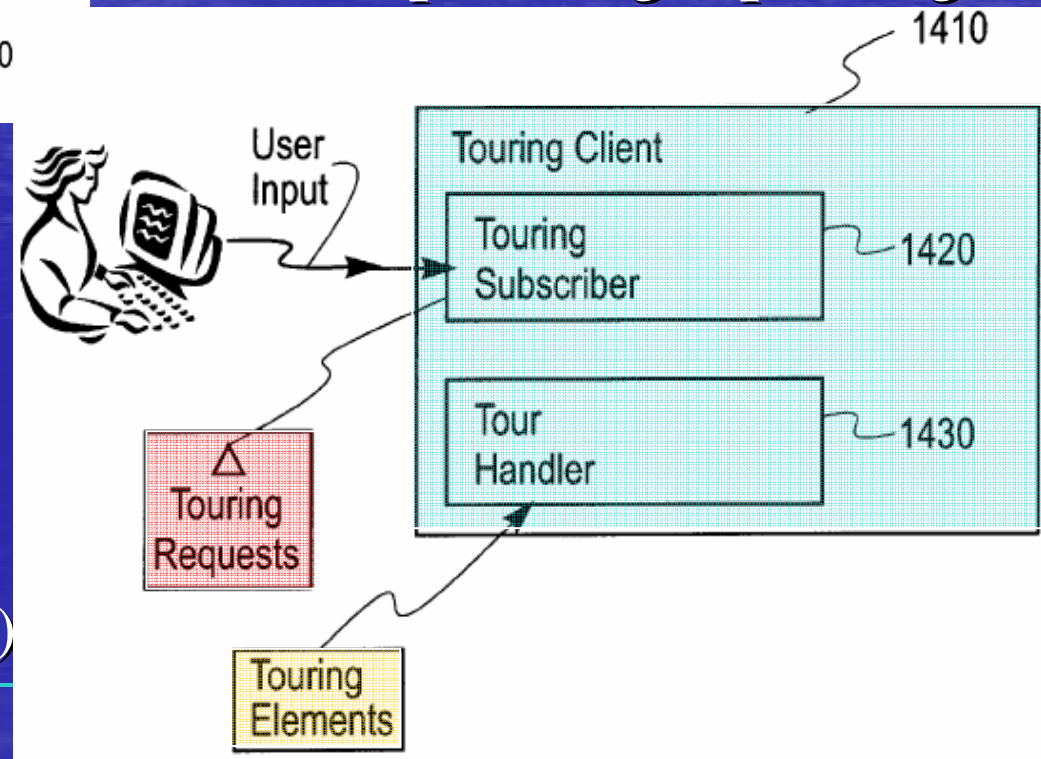 1410
User
Input
Touring Client
Touring
Subscriber
1420
Tour
Handler
1430
Touring
Requests
Touring
Elements